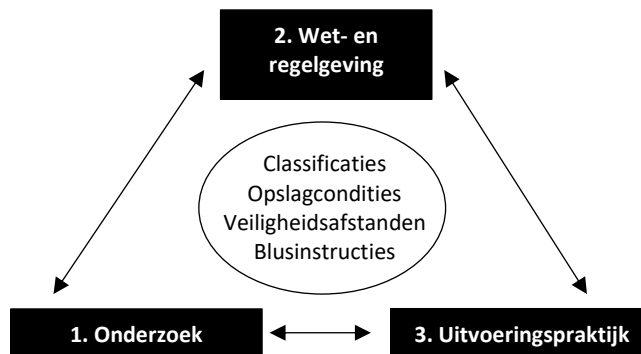 2. Wet- en
regelgeving
Classificaties
Opslagcondities
Veiligheidsafstanden
Blusinstructies
1. Onderzoek
3. Uitvoeringspraktijk